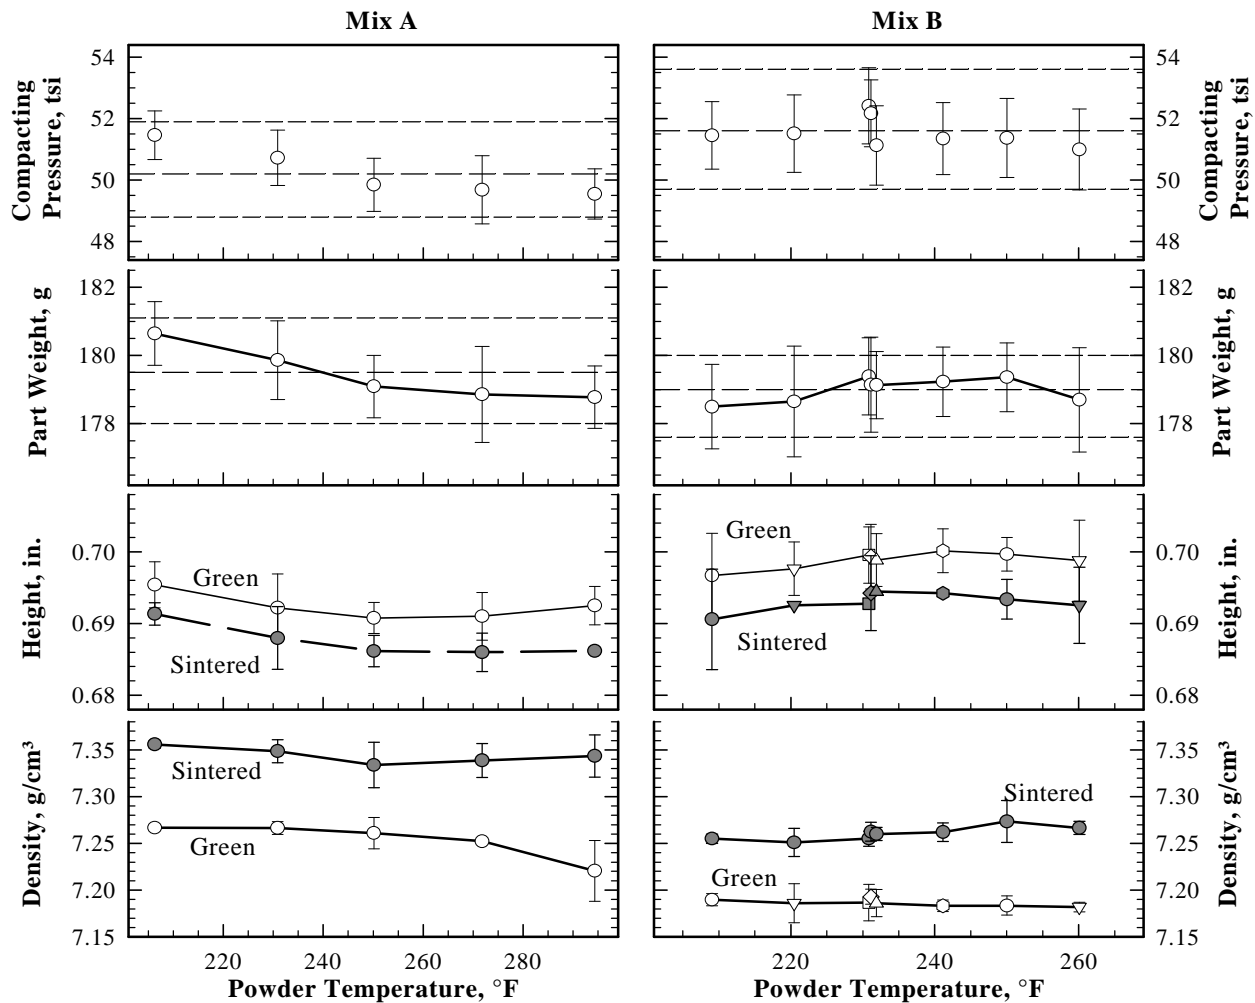 Mix A
Mix B
Compacting
Pressure, tsi
54
52
50
48
54
52
50
48
Compacting
Pressure, tsi
Part Weight, g
182
180
178
182
180
178
Part Weight, g
Height, in.
0.70
0.69
0.68
Green
Sintered
Green
Sintered
0.70
0.69
0.68
Height, in.
Density, g/cm³
7.35
7.30
7.25
7.20
7.15
Sintered
Green
Sintered
Green
7.35
7.30
7.25
7.20
7.15
Density, g/cm³
220 240 260 280
220 240 260
Powder Temperature, °F
Powder Temperature, °F